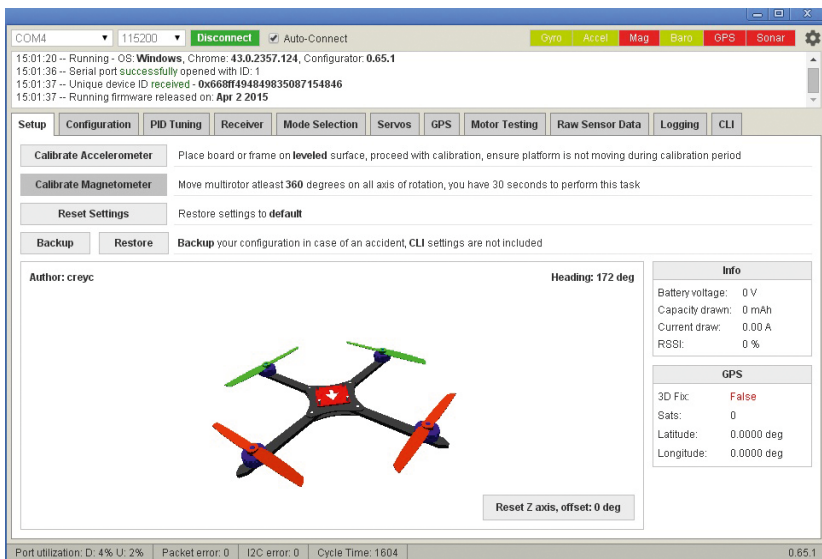 COM4 115200 Disconnect Auto-Connect Gyro Accel Mag Baro GPS Sonar
15:01:20 -- Running - OS: Windows, Chrome: 43.0.2357.124, Configurator: 0.65.1
15:01:36 -- Serial port successfully opened with ID: 1
15:01:37 -- Unique device ID received - 0x668ff494849835087154846
15:01:37 -- Running firmware released on: Apr 2 2015
Setup Configuration PID Tuning Receiver Mode Selection Servos GPS Motor Testing Raw Sensor Data Logging CLI
Calibrate Accelerometer Place board or frame on leveled surface, proceed with calibration, ensure platform is not moving during calibration period
Calibrate Magnetometer Move multirotor atleast 360 degrees on all axis of rotation, you have 30 seconds to perform this task
Reset Settings Restore settings to default
Backup Restore Backup your configuration in case of an accident, CLI settings are not included
Author: creyc Heading: 172 deg
Reset Z axis, offset: 0 deg
Info
Battery voltage: 0 V
Capacity drawn: 0 mAh
Current draw: 0.00 A
RSSI: 0 %
GPS
3D Fix: False
Sats: 0
Latitude: 0.0000 deg
Longitude: 0.0000 deg
Port utilization: D: 4% U: 2% Packet error: 0 I2C error: 0 Cycle Time: 1604 0.65.1